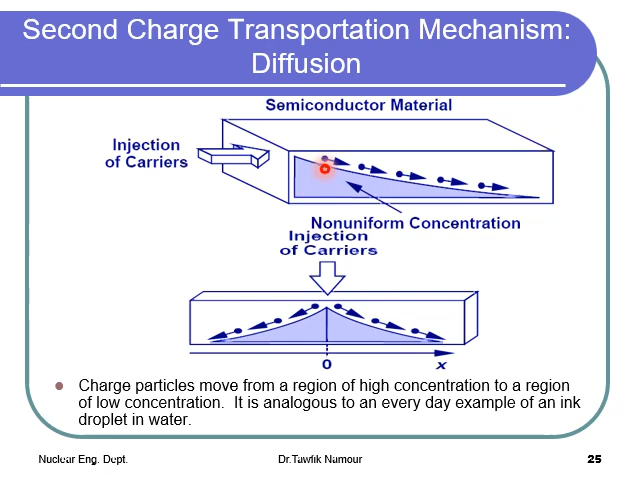 Second Charge Transportation Mechanism:
Diffusion
Semiconductor Material
Injection
of Carriers
Nonuniform Concentration
Injection
of Carriers
0
x
Charge particles move from a region of high concentration to a region
of low concentration. It is analogous to an every day example of an ink
droplet in water.
Nuclear Eng. Dept.
Dr.Tawfik Namour
25